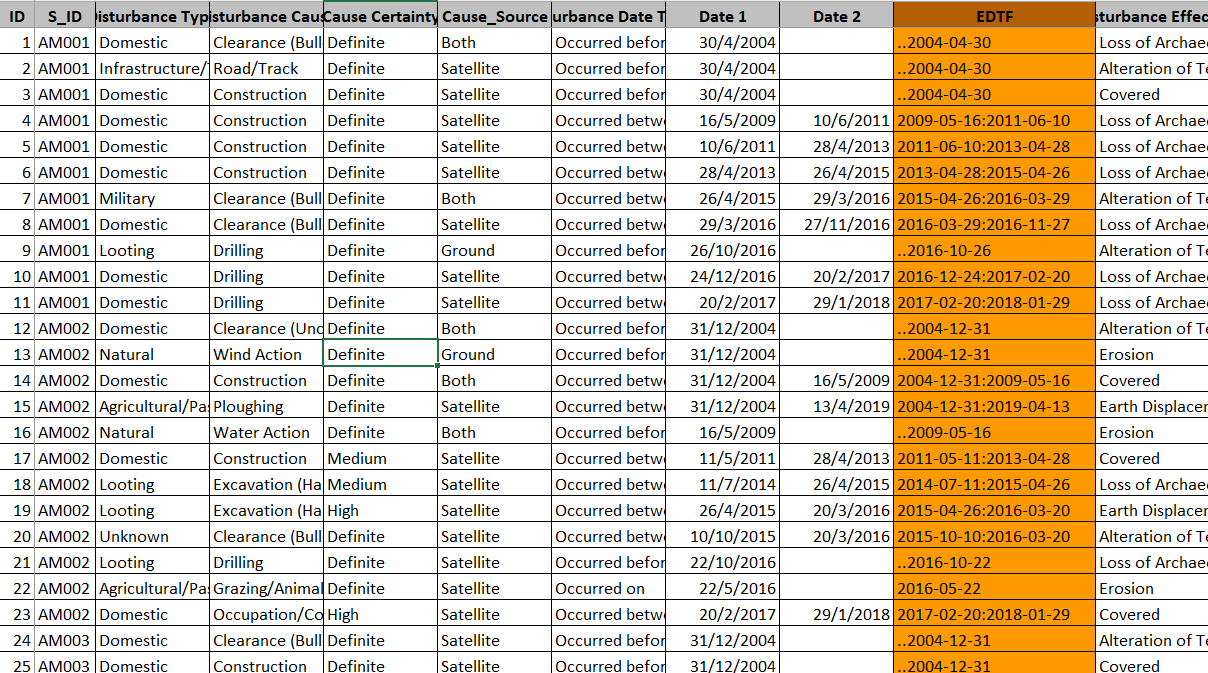 ID S_ID isturbance Typ isturbance Cau Cause Certainty Cause_Source urbance Date T Date 1 Date 2 EDTF sturbance Effec
1 AM001 Domestic Clearance (Bull Definite Both Occurred befor 30/4/2004 ..2004-04-30 Loss of Archae
2 AM001 Infrastructure/ Road/Track Definite Satellite Occurred befor 30/4/2004 ..2004-04-30 Alteration of Te
3 AM001 Domestic Construction Definite Satellite Occurred befor 30/4/2004 ..2004-04-30 Covered
4 AM001 Domestic Construction Definite Satellite Occurred betw 16/5/2009 10/6/2011 2009-05-16:2011-06-10 Loss of Archae
5 AM001 Domestic Construction Definite Satellite Occurred betw 10/6/2011 28/4/2013 2011-06-10:2013-04-28 Loss of Archae
6 AM001 Domestic Construction Definite Satellite Occurred betw 28/4/2013 26/4/2015 2013-04-28:2015-04-26 Loss of Archae
7 AM001 Military Clearance (Bull Definite Both Occurred betw 26/4/2015 29/3/2016 2015-04-26:2016-03-29 Alteration of Te
8 AM001 Domestic Clearance (Bull Definite Satellite Occurred betw 29/3/2016 27/11/2016 2016-03-29:2016-11-27 Loss of Archae
9 AM001 Looting Drilling Definite Ground Occurred befor 26/10/2016 ..2016-10-26 Alteration of Te
10 AM001 Domestic Drilling Definite Satellite Occurred betw 24/12/2016 20/2/2017 2016-12-24:2017-02-20 Loss of Archae
11 AM001 Domestic Drilling Definite Satellite Occurred betw 20/2/2017 29/1/2018 2017-02-20:2018-01-29 Loss of Archae
12 AM002 Domestic Clearance (Unc Definite Both Occurred befor 31/12/2004 ..2004-12-31 Alteration of Te
13 AM002 Natural Wind Action Definite Ground Occurred befor 31/12/2004 ..2004-12-31 Erosion
14 AM002 Domestic Construction Definite Both Occurred betw 31/12/2004 16/5/2009 2004-12-31:2009-05-16 Covered
15 AM002 Agricultural/Pa Ploughing Definite Satellite Occurred betw 31/12/2004 13/4/2019 2004-12-31:2019-04-13 Earth Displacer
16 AM002 Natural Water Action Definite Both Occurred befor 16/5/2009 ..2009-05-16 Erosion
17 AM002 Domestic Construction Medium Satellite Occurred betw 11/5/2011 28/4/2013 2011-05-11:2013-04-28 Covered
18 AM002 Looting Excavation (Ha Medium Satellite Occurred betw 11/7/2014 26/4/2015 2014-07-11:2015-04-26 Loss of Archae
19 AM002 Looting Excavation (Ha High Satellite Occurred betw 26/4/2015 20/3/2016 2015-04-26:2016-03-20 Earth Displacer
20 AM002 Unknown Clearance (Bull Definite Satellite Occurred betw 10/10/2015 20/3/2016 2015-10-10:2016-03-20 Alteration of Te
21 AM002 Looting Drilling Definite Satellite Occurred befor 22/10/2016 ..2016-10-22 Loss of Archae
22 AM002 Agricultural/Pa Grazing/Animal Definite Satellite Occurred on 22/5/2016 2016-05-22 Erosion
23 AM002 Domestic Occupation/Co High Satellite Occurred betw 20/2/2017 29/1/2018 2017-02-20:2018-01-29 Covered
24 AM003 Domestic Clearance (Bull Definite Satellite Occurred befor 31/12/2004 ..2004-12-31 Alteration of Te
25 AM003 Domestic Construction Definite Satellite Occurred befor 31/12/2004 ..2004-12-31 Covered